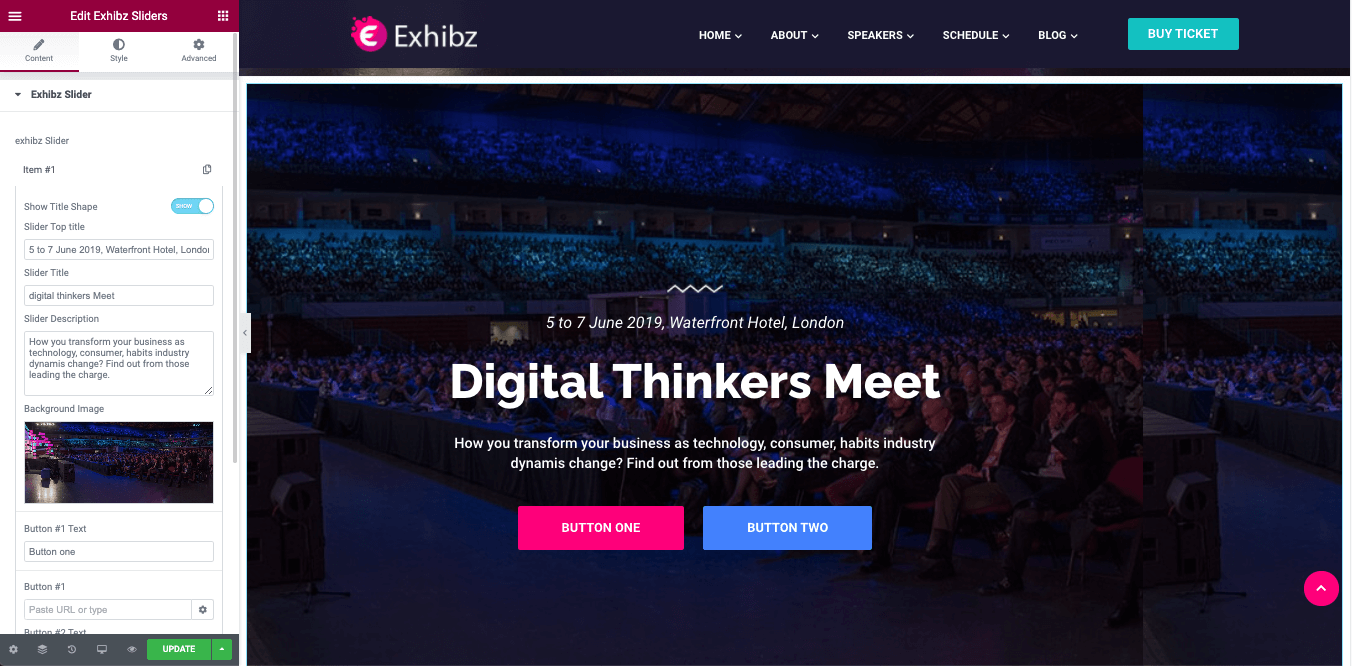 Edit Exhibz Sliders
Content
Style
Advanced
Exhibz Slider
exhibz Slider
Item #1
Show Title Shape
SHOW
Slider Top title
5 to 7 June 2019, Waterfront Hotel, London
Slider Title
digital thinkers Meet
Slider Description
How you transform your business as
technology, consumer, habits industry
dynamis change? Find out from those
leading the charge.
Background Image
Button #1 Text
Button one
Button #1
Paste URL or type
Button #2 Text
UPDATE
Exhibz
HOME
ABOUT
SPEAKERS
SCHEDULE
BLOG
BUY TICKET
5 to 7 June 2019, Waterfront Hotel, London
Digital Thinkers Meet
How you transform your business as technology, consumer, habits industry
dynamis change? Find out from those leading the charge.
BUTTON ONE
BUTTON TWO